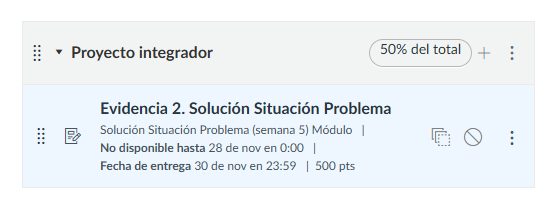 Proyecto integrador
50% del total
Evidencia 2. Solución Situación Problema
Solución Situación Problema (semana 5) Módulo |
No disponible hasta 28 de nov en 0:00 |
Fecha de entrega 30 de nov en 23:59 | 500 pts